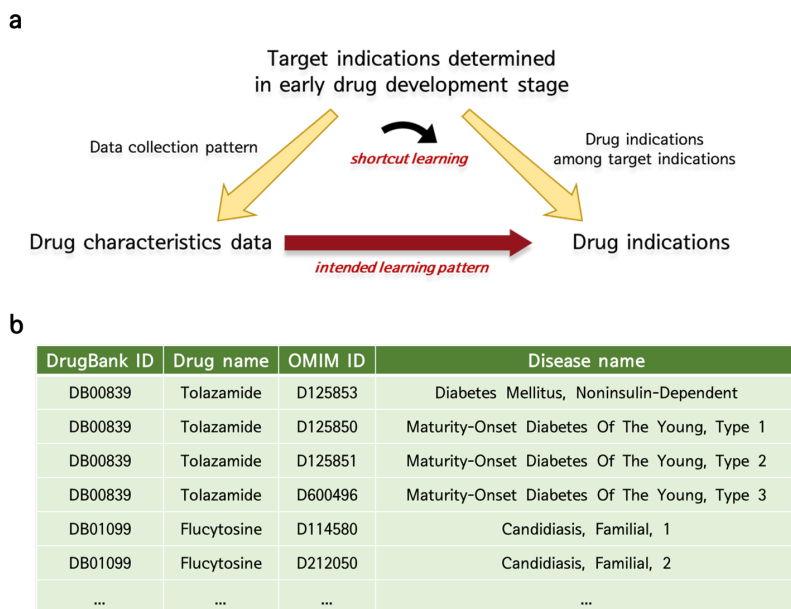 a
Target indications determined
in early drug development stage
Data collection pattern
shortcut learning
Drug indications
among target indications
Drug characteristics data
Drug indications
intended learning pattern
b
DrugBank ID Drug name OMIM ID Disease name
DB00839 Tolazamide D125853 Diabetes Mellitus, Noninsulin-Dependent
DB00839 Tolazamide D125850 Maturity-Onset Diabetes Of The Young, Type 1
DB00839 Tolazamide D125851 Maturity-Onset Diabetes Of The Young, Type 2
DB00839 Tolazamide D600496 Maturity-Onset Diabetes Of The Young, Type 3
DB01099 Flucytosine D114580 Candidiasis, Familial, 1
DB01099 Flucytosine D212050 Candidiasis, Familial, 2
... ... ... ...